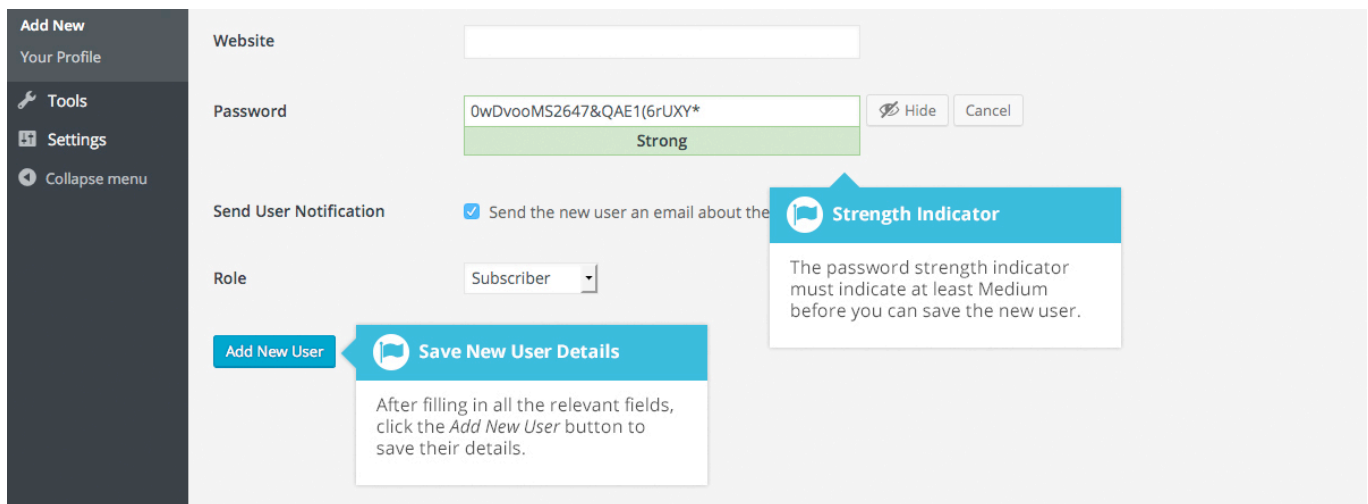 Add New
Your Profile
Tools
Settings
Collapse menu
Website
Password
0wDvooMS2647&QAE1(6rUXY*
Hide
Cancel
Strong
Send User Notification
Send the new user an email about the
Strength Indicator
The password strength indicator
must indicate at least Medium
before you can save the new user.
Role
Subscriber
Add New User
Save New User Details
After filling in all the relevant fields,
click the Add New User button to
save their details.